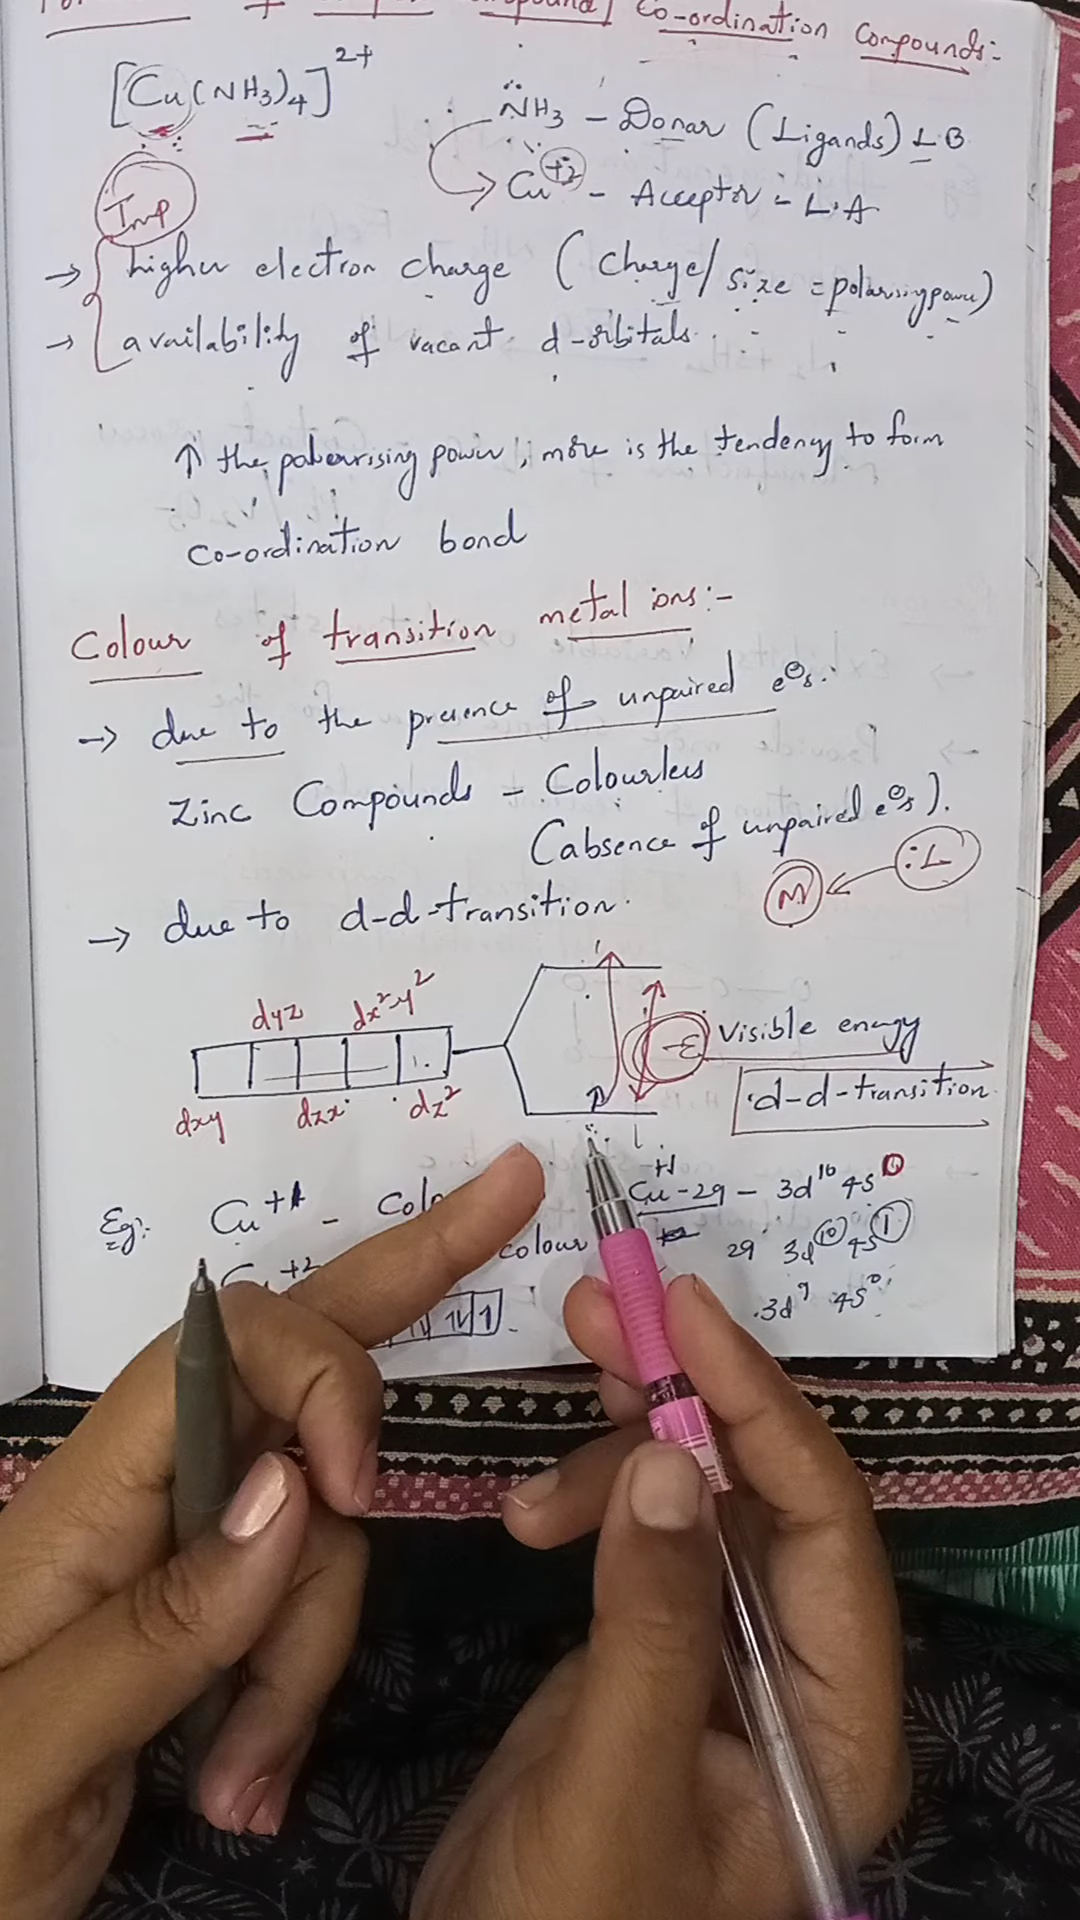 Co-ordination Compounds:-
[Cu(NH3)4]2+
N̈H3 - Donar (Ligands) L B
Cu+2 - Acceptor - L.A
Imp
→ higher electron charge (Charge/size = polarising power)
→ availability of vacant d-orbitals.
↑ the polarising power, more is the tendency to form
Co-ordination bond
Colour of transition metal ions:-
→ due to the presence of unpaired e⊖s.
Zinc Compounds - Colourless
(absence of unpaired e⊖s).
M ← :L
→ due to d-d-transition.
dyz dx²-y²
-E Visible energy
d-d-transition
dxy dzx dz²
Eg:- Cu+1 - Cu+1 - 29 - 3d10 4s0
colour 29 3d10 4s1
+2 3d9 4s0